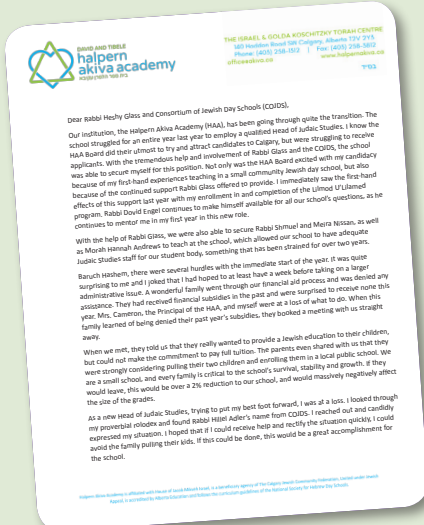 DAVID AND TIBELE
halpern
akiva academy
THE ISRAEL & GOLDA KOSCHITZKY TORAH CENTRE
140 Haddon Road SW Calgary, Alberta T2V 2Y3
Phone: (403) 258-1312 | Fax: (403) 258-3812
office@akiva.ca www.halpernakiva.ca
בס"ד
Dear Rabbi Heshy Glass and Consortium of Jewish Day Schools (COJDS),
Our institution, the Halpern Akiva Academy (HAA), has been going through quite the transition. The
school struggled for an entire year last year to employ a qualified Head of Judaic Studies. I know the
HAA Board did their utmost to try and attract candidates to Calgary, but were struggling to receive
applicants. With the tremendous help and involvement of Rabbi Glass and the COJDS, the school
was able to secure myself for this position. Not only was the HAA Board excited with my candidacy
because of my first-hand experiences teaching in a small community Jewish day school, but also
because of the continued support Rabbi Glass offered to provide. I immediately saw the first-hand
effects of this support last year with my enrollment in and completion of the Lilmod U'Lilamed
program. Rabbi Dovid Engel continues to make himself available for all our school's questions, as he
continues to mentor me in my first year in this new role.
With the help of Rabbi Glass, we were also able to secure Rabbi Shmuel and Meira Nissan, as well
as Morah Hannah Andrews to teach at the school, which allowed our school to have adequate
Judaic Studies staff for our student body, something that has been strained for over two years.
Baruch Hashem, there were several hurdles with the immediate start of the year. It was quite
surprising to me and I joked that I had hoped to at least have a week before taking on a larger
administrative issue. A wonderful family went through our financial aid process and was denied any
assistance. They had received financial subsidies in the past and were surprised to receive none this
year. Mrs. Cameron, the Principal of the HAA, and myself were at a loss of what to do. When this
family learned of being denied their past year's subsidies, they booked a meeting with us straight
away.
When we met, they told us that they really wanted to provide a Jewish education to their children,
but could not make the commitment to pay full tuition. The parents even shared with us that they
were strongly considering pulling their two children and enrolling them in a local public school. We
are a small school, and every family is critical to the school's survival, stability and growth. If they
would leave, this would be over a 2% reduction to our school, and would massively negatively affect
the size of the grades.
As a new Head of Judaic Studies, trying to put my best foot forward, I was at a loss. I looked through
my proverbial rolodex and found Rabbi Hillel Adler's name from COJDS. I reached out and candidly
expressed my situation. I hoped that if I could receive help and rectify the situation quickly, I could
avoid the family pulling their kids. If this could be done, this would be a great accomplishment for
the school.